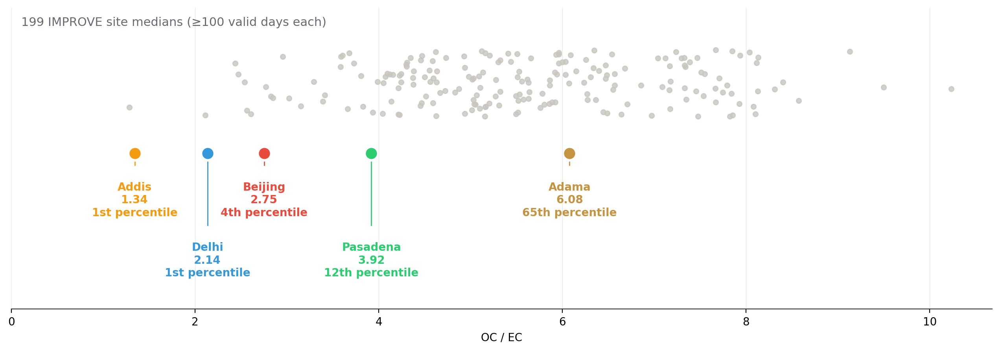 199 IMPROVE site medians (≥100 valid days each)
Addis
1.34
1st percentile
Beijing
2.75
4th percentile
Adama
6.08
65th percentile
Delhi
2.14
1st percentile
Pasadena
3.92
12th percentile
0 2 4 6 8 10
OC / EC